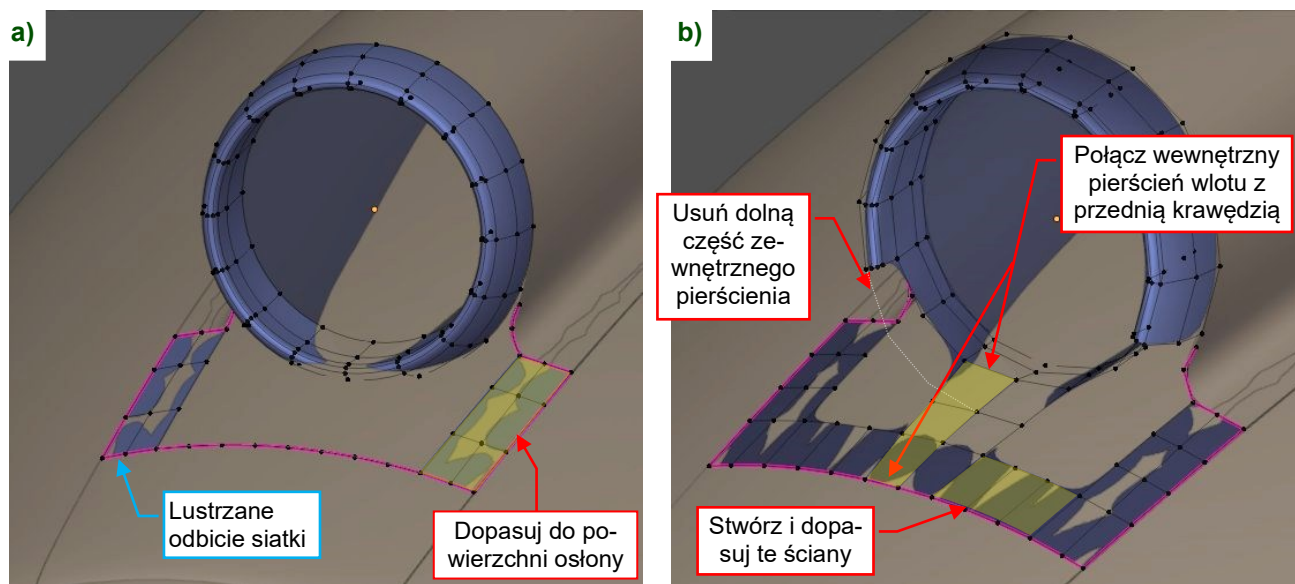 a)
Lustrzane
odbicie siatki
Dopasuj do po-
wierzchni osłony
b)
Usuń dolną
część ze-
wnętrznego
pierścienia
Połącz wewnętrzny
pierścień wlotu z
przednią krawędzią
Stwórz i dopa-
suj te ściany